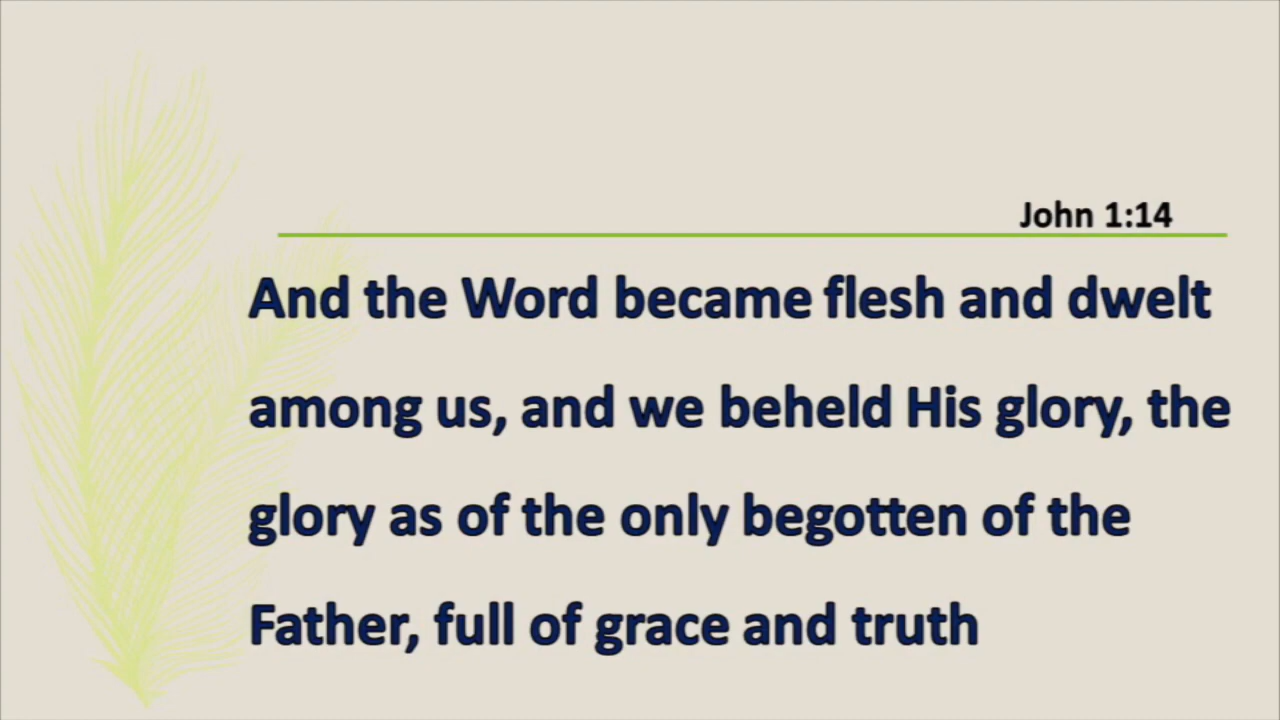 John 1:14
And the Word became flesh and dwelt
among us, and we beheld His glory, the
glory as of the only begotten of the
Father, full of grace and truth